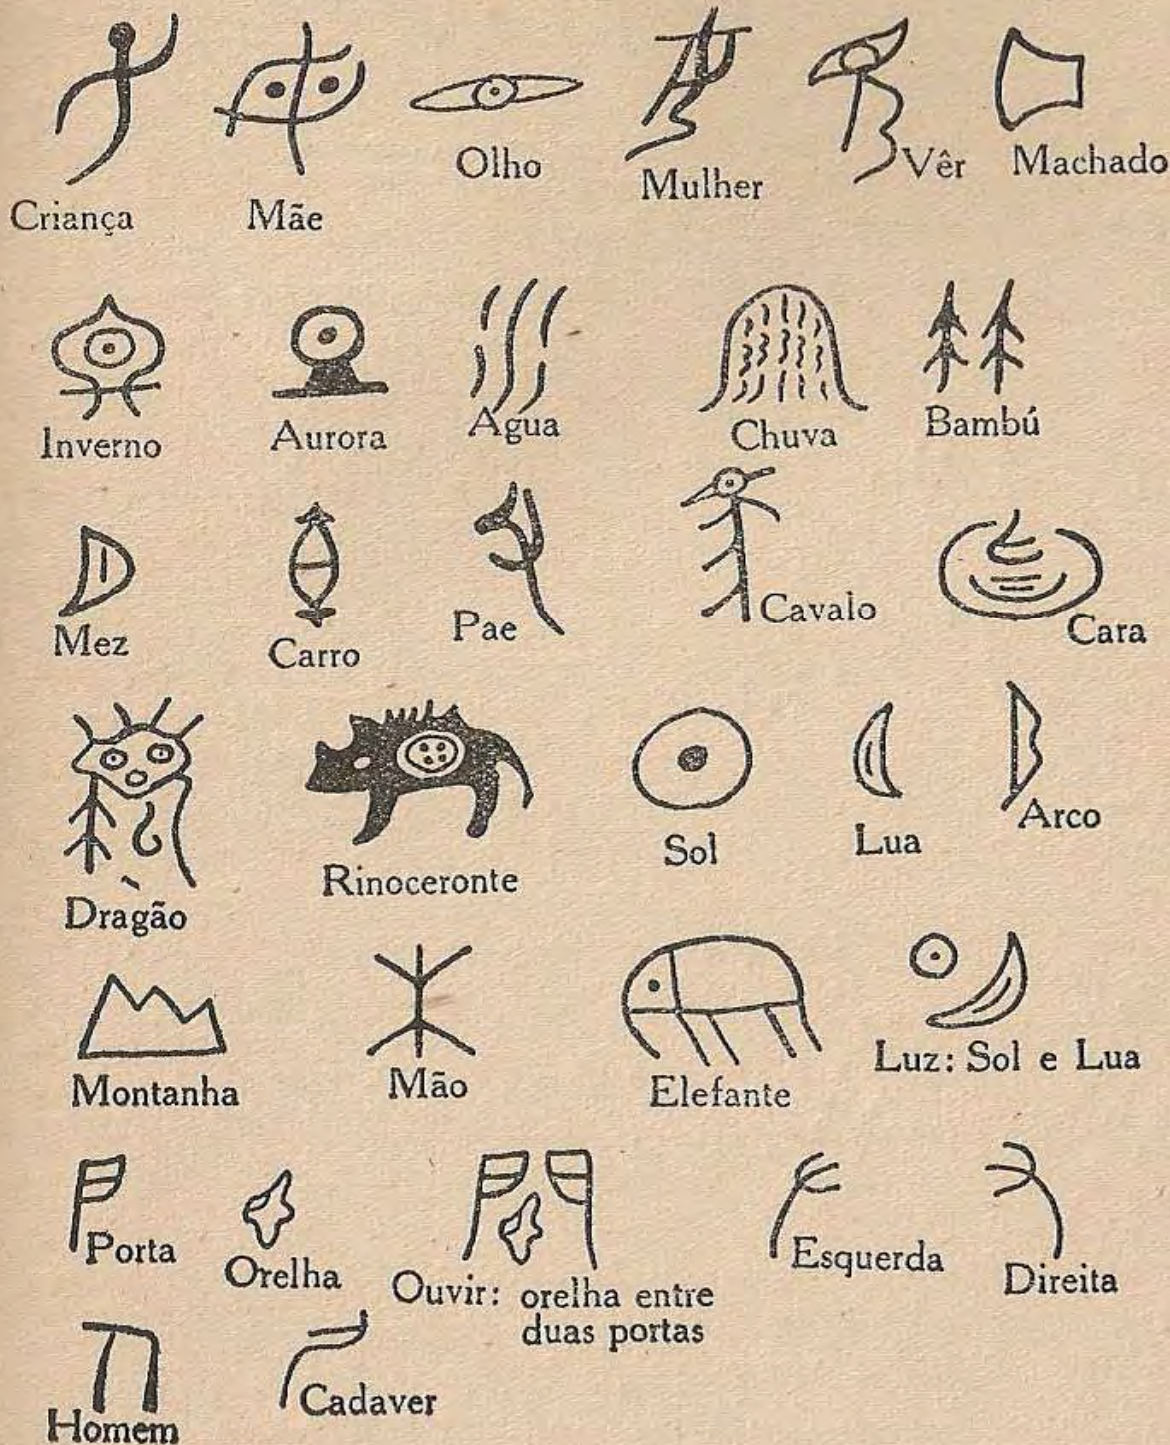 Criança Mãe Olho Mulher Vêr Machado
Inverno Aurora Agua Chuva Bambú
Mez Carro Pae Cavalo Cara
Dragão Rinoceronte Sol Lua Arco
Montanha Mão Elefante Luz: Sol e Lua
Porta Orelha Ouvir: orelha entre
duas portas
Esquerda Direita
Homem Cadaver